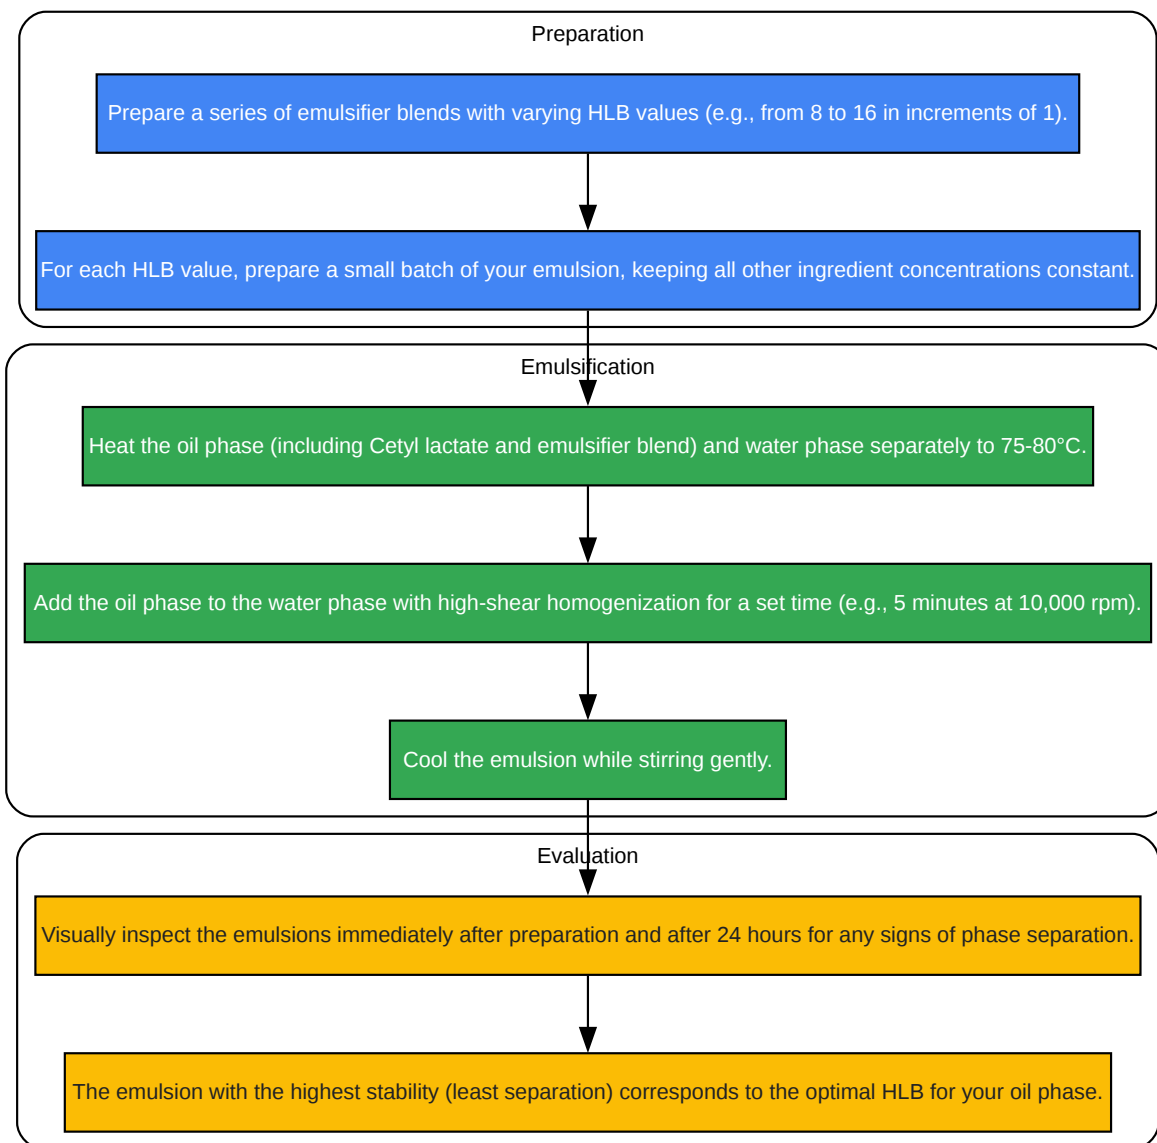 Preparation
Prepare a series of emulsifier blends with varying HLB values (e.g., from 8 to 16 in increments of 1).
For each HLB value, prepare a small batch of your emulsion, keeping all other ingredient concentrations constant.
Emulsification
Heat the oil phase (including Cetyl lactate and emulsifier blend) and water phase separately to 75-80°C.
Add the oil phase to the water phase with high-shear homogenization for a set time (e.g., 5 minutes at 10,000 rpm).
Cool the emulsion while stirring gently.
Evaluation
Visually inspect the emulsions immediately after preparation and after 24 hours for any signs of phase separation.
The emulsion with the highest stability (least separation) corresponds to the optimal HLB for your oil phase.